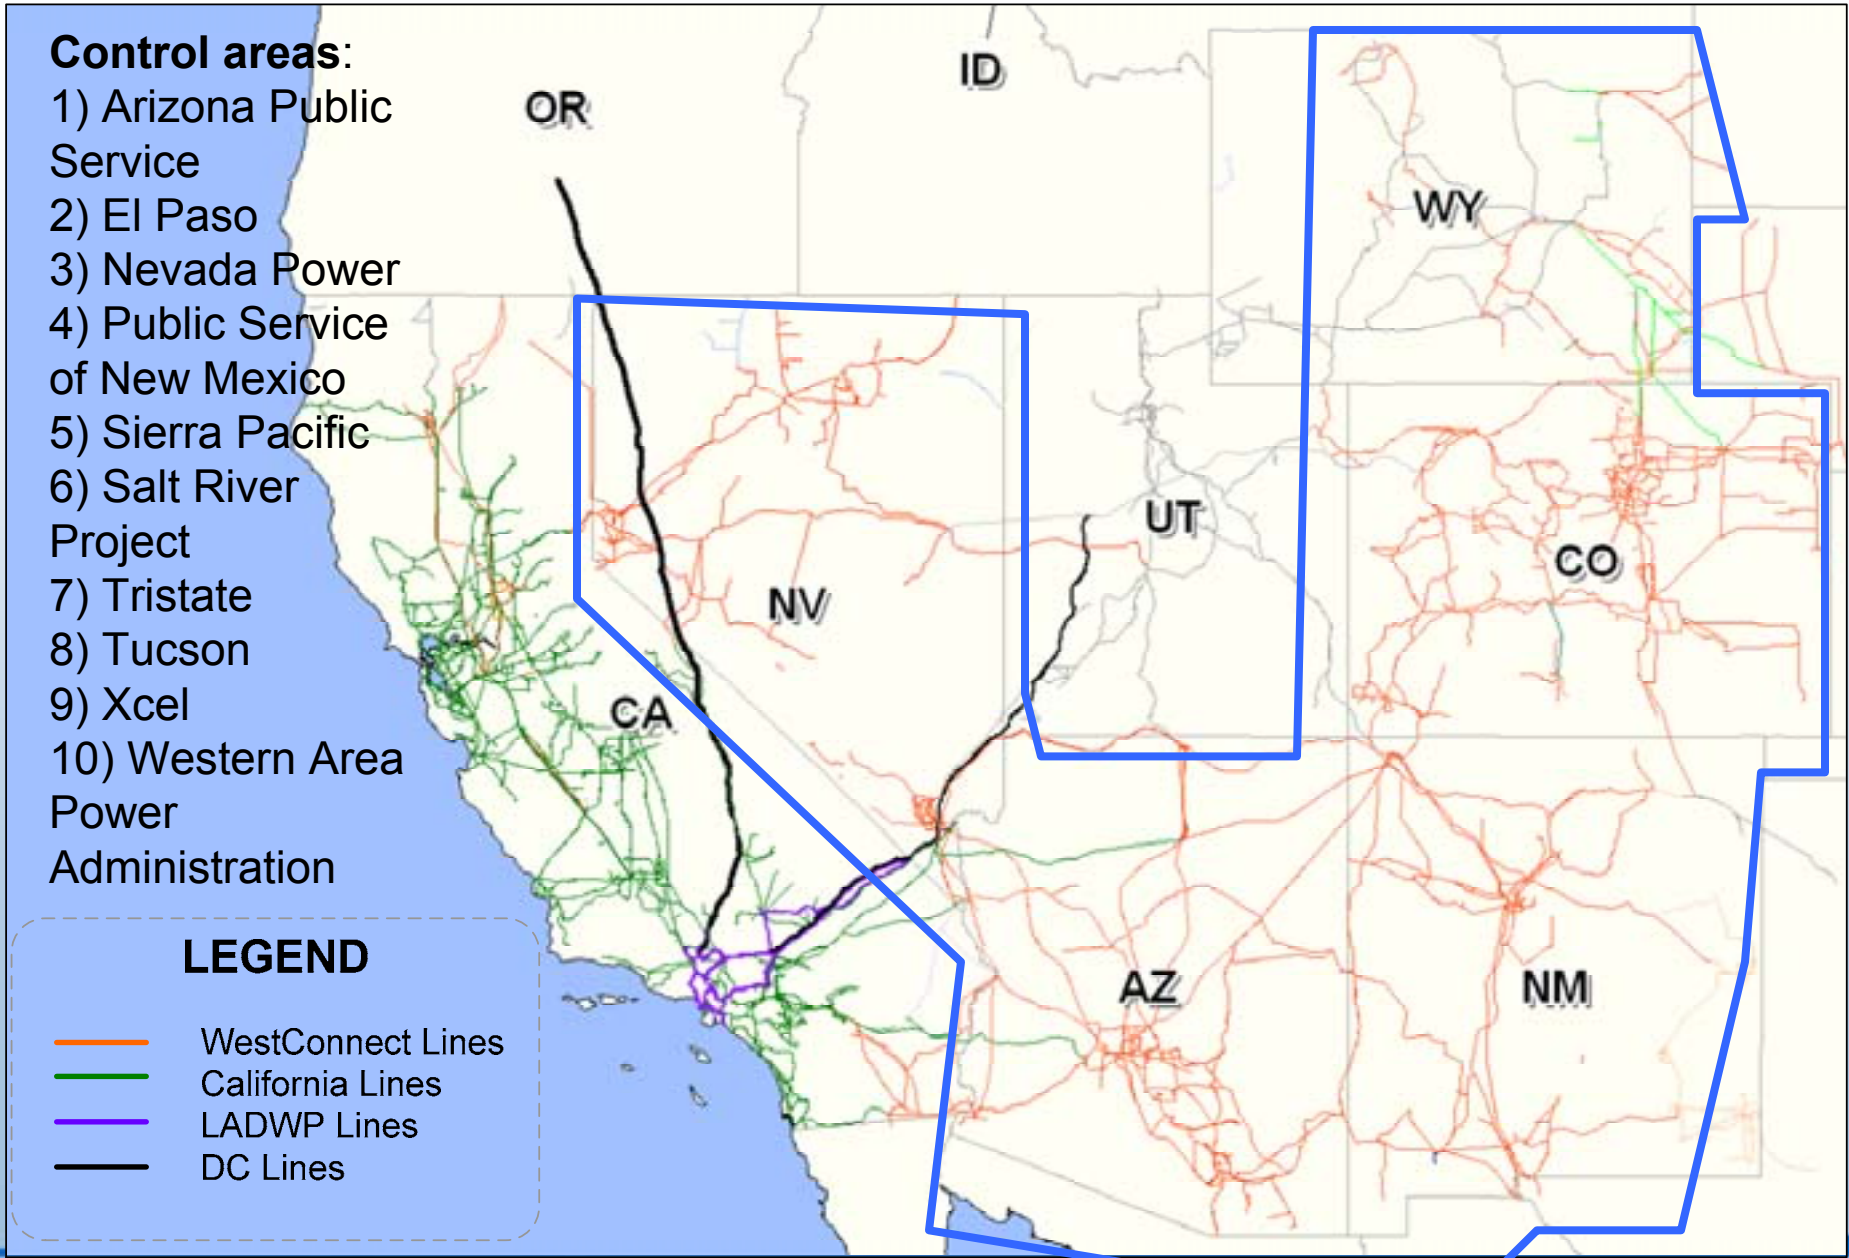 Control areas:
1) Arizona Public
Service
2) El Paso
3) Nevada Power
4) Public Service
of New Mexico
5) Sierra Pacific
6) Salt River
Project
7) Tristate
8) Tucson
9) Xcel
10) Western Area
Power
Administration
OR
ID
WY
UT
CO
NV
CA
AZ
NM
LEGEND
WestConnect Lines
California Lines
LADWP Lines
DC Lines